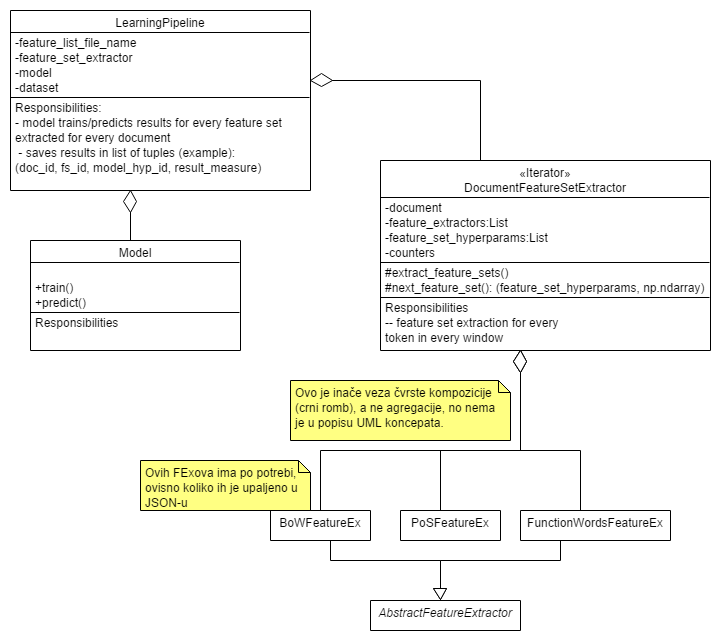 LearningPipeline
-feature_list_file_name
-feature_set_extractor
-model
-dataset
Responsibilities:
- model trains/predicts results for every feature set
extracted for every document
- saves results in list of tuples (example):
(doc_id, fs_id, model_hyp_id, result_measure)
«Iterator»
DocumentFeatureSetExtractor
-document
-feature_extractors:List
-feature_set_hyperparams:List
-counters
#extract_feature_sets()
#next_feature_set(): (feature_set_hyperparams, np.ndarray)
Responsibilities
-- feature set extraction for every
token in every window
Model
+train()
+predict()
Responsibilities
Ovo je inače veza čvrste kompozicije
(crni romb), a ne agregacije, no nema
je u popisu UML koncepata.
Ovih FExova ima po potrebi,
ovisno koliko ih je upaljeno u
JSON-u
BoWFeatureEx
PoSFeatureEx
FunctionWordsFeatureEx
AbstractFeatureExtractor